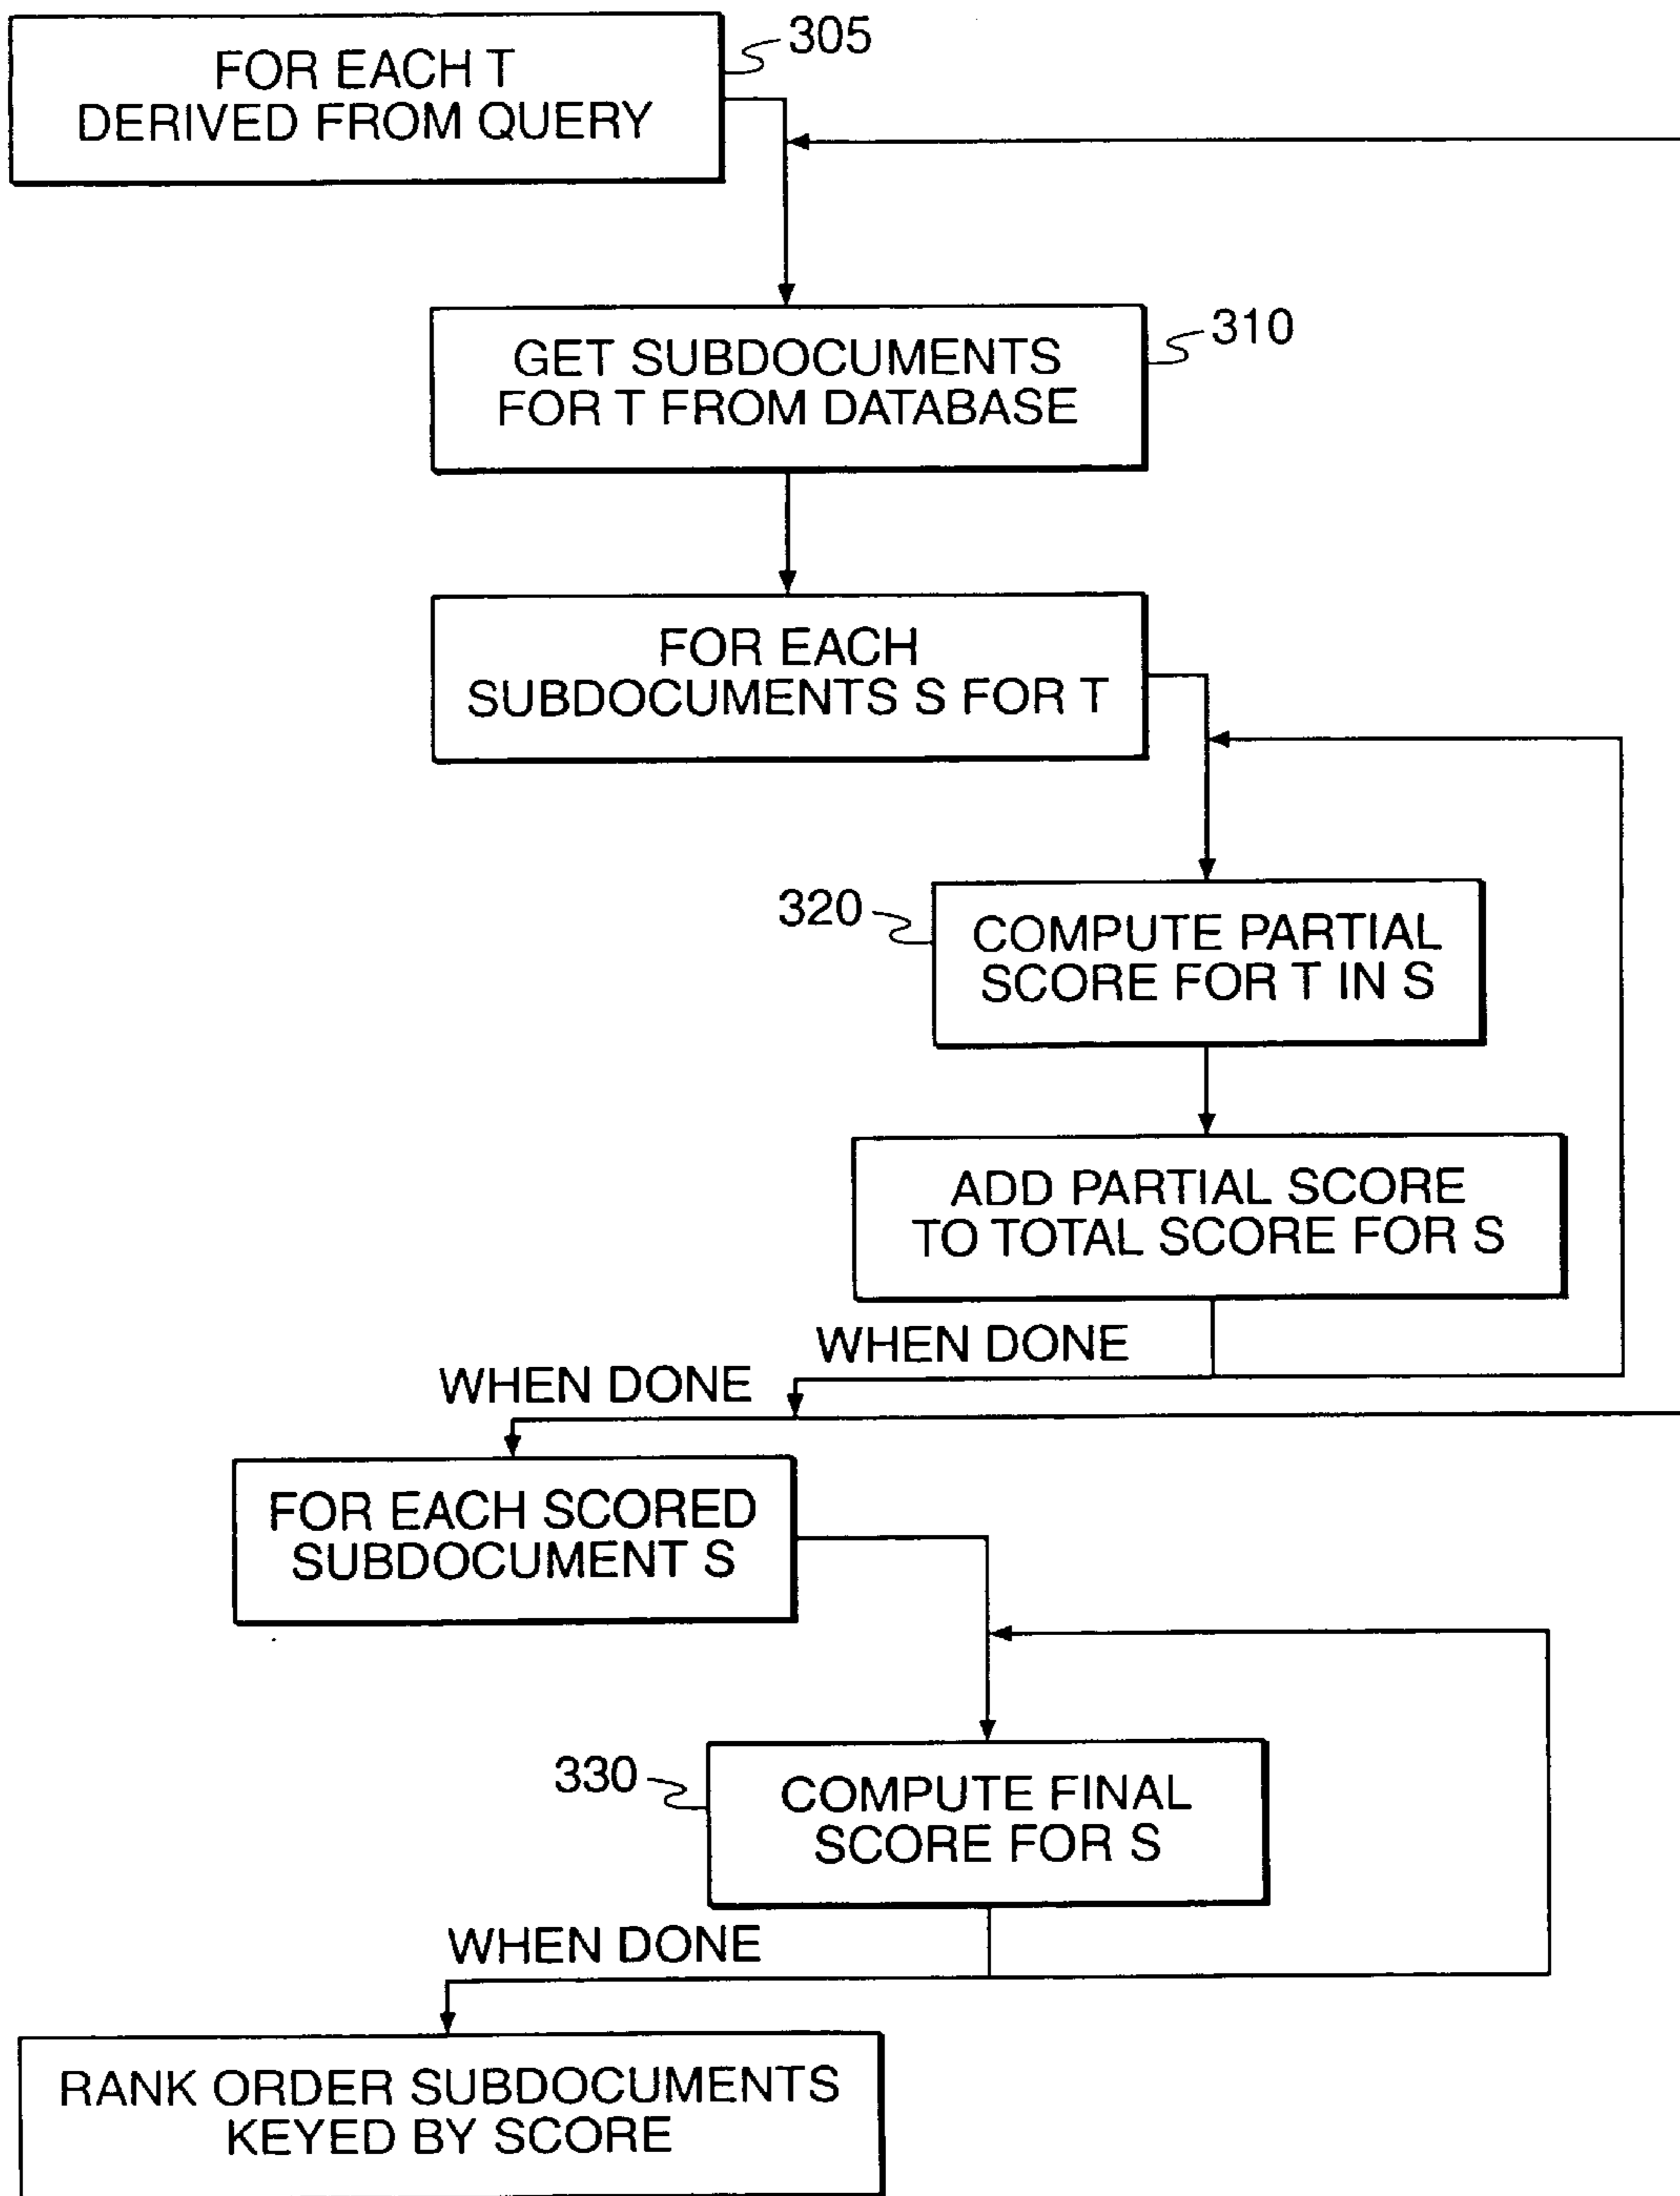 FOR EACH T
DERIVED FROM QUERY
305
GET SUBDOCUMENTS
FOR T FROM DATABASE
310
FOR EACH
SUBDOCUMENTS S FOR T
320
COMPUTE PARTIAL
SCORE FOR T IN S
ADD PARTIAL SCORE
TO TOTAL SCORE FOR S
WHEN DONE
WHEN DONE
FOR EACH SCORED
SUBDOCUMENT S
330
COMPUTE FINAL
SCORE FOR S
WHEN DONE
RANK ORDER SUBDOCUMENTS
KEYED BY SCORE